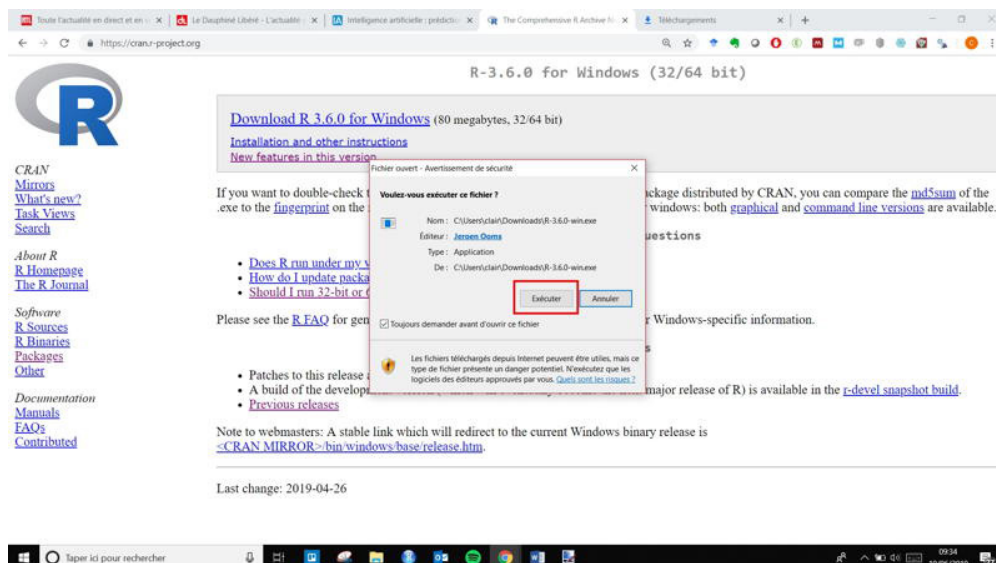 Toute l'actualité en direct et en
Le Dauphiné Libéré - L'actualité
Intelligence artificielle : prédictio
The Comprehensive R Archive N
Téléchargements
https://cran.r-project.org
R
R-3.6.0 for Windows (32/64 bit)
Download R 3.6.0 for Windows (80 megabytes, 32/64 bit)
Installation and other instructions
New features in this version
CRAN
Mirrors
What's new?
Task Views
Search
About R
R Homepage
The R Journal
Software
R Sources
R Binaries
Packages
Other
Documentation
Manuals
FAQs
Contributed
If you want to double-check t
ackage distributed by CRAN, you can compare the md5sum of the
.exe to the fingerprint on the
windows: both graphical and command line versions are available.
uestions
Does R run under my v
How do I update packa
Should I run 32-bit or 6
Please see the R FAQ for gen
r Windows-specific information.
s
Patches to this release a
A build of the develop
major release of R) is available in the r-devel snapshot build.
Previous releases
Note to webmasters: A stable link which will redirect to the current Windows binary release is
<CRAN MIRROR>/bin/windows/base/release.htm.
Last change: 2019-04-26
Fichier ouvert - Avertissement de sécurité
Voulez-vous exécuter ce fichier ?
Nom : C:\Users\clair\Downloads\R-3.6.0-win.exe
Éditeur : Jeroen Ooms
Type : Application
De : C:\Users\clair\Downloads\R-3.6.0-win.exe
Exécuter
Annuler
Toujours demander avant d'ouvrir ce fichier
Les fichiers téléchargés depuis Internet peuvent être utiles, mais ce
type de fichier présente un danger potentiel. N'exécutez que les
logiciels des éditeurs approuvés par vous. Quels sont les risques ?
Taper ici pour rechercher
09:34